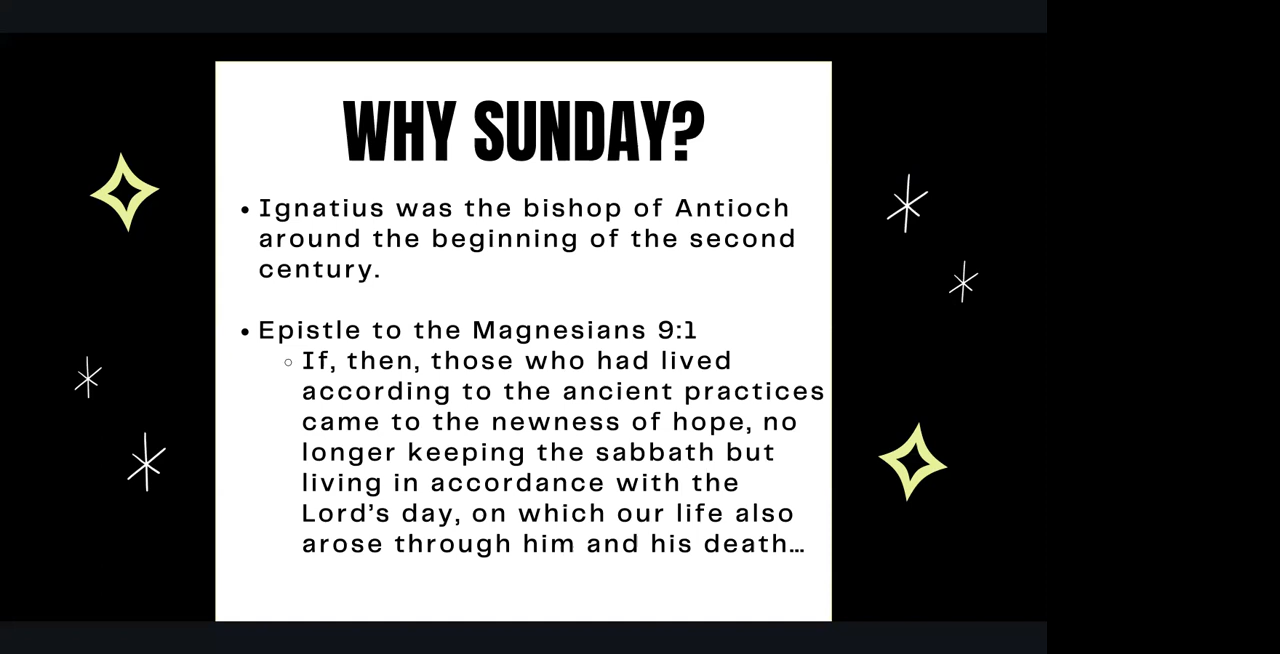 WHY SUNDAY?
• Ignatius was the bishop of Antioch
around the beginning of the second
century.
• Epistle to the Magnesians 9:1
○ If, then, those who had lived
according to the ancient practices
came to the newness of hope, no
longer keeping the sabbath but
living in accordance with the
Lord’s day, on which our life also
arose through him and his death…